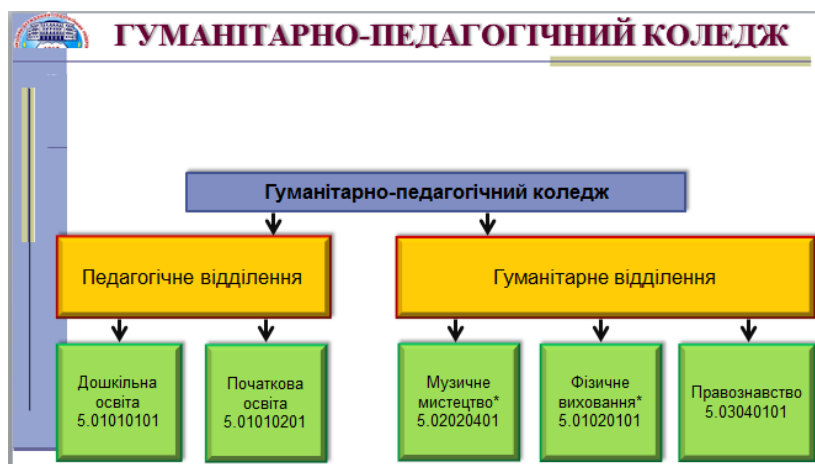 ГУМАНІТАРНО-ПЕДАГОГІЧНИЙ КОЛЕДЖ
Гуманітарно-педагогічний коледж
Педагогічне відділення
Гуманітарне відділення
Дошкільна
освіта
5.01010101
Початкова
освіта
5.01010201
Музичне
мистецтво*
5.02020401
Фізичне
виховання*
5.01020101
Правознавство
5.03040101